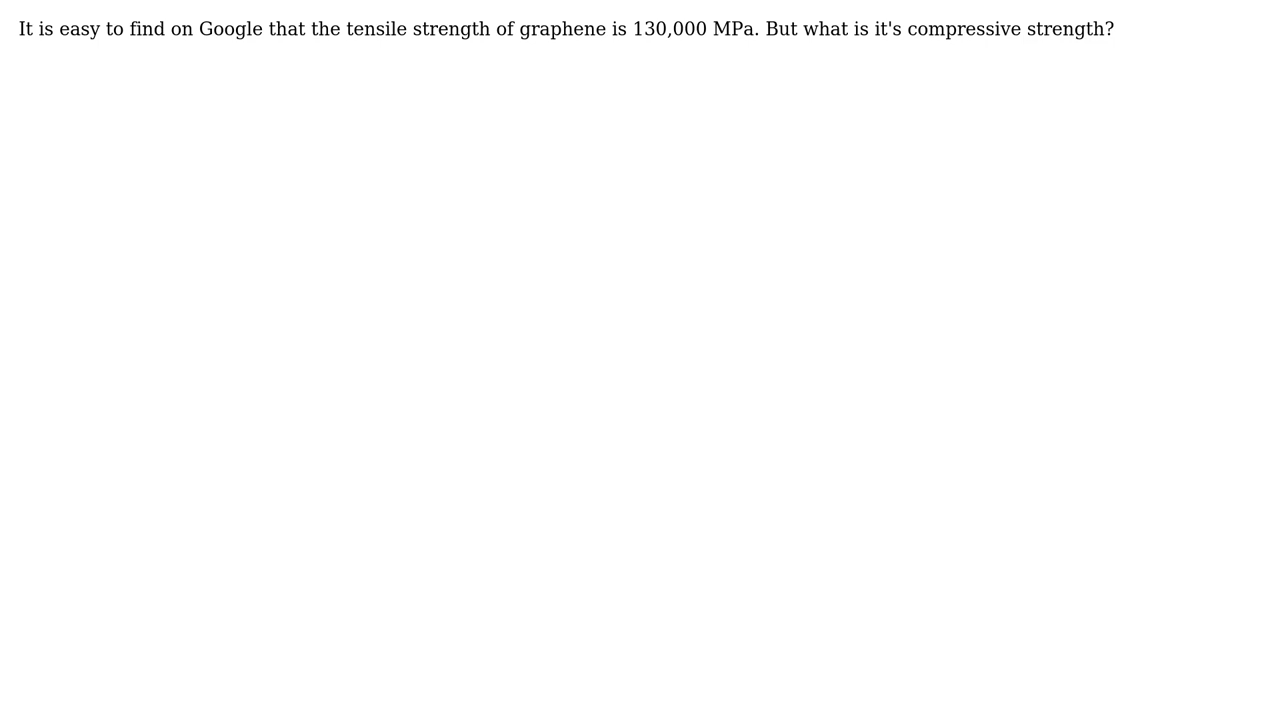 It is easy to find on Google that the tensile strength of graphene is 130,000 MPa. But what is it's compressive strength?